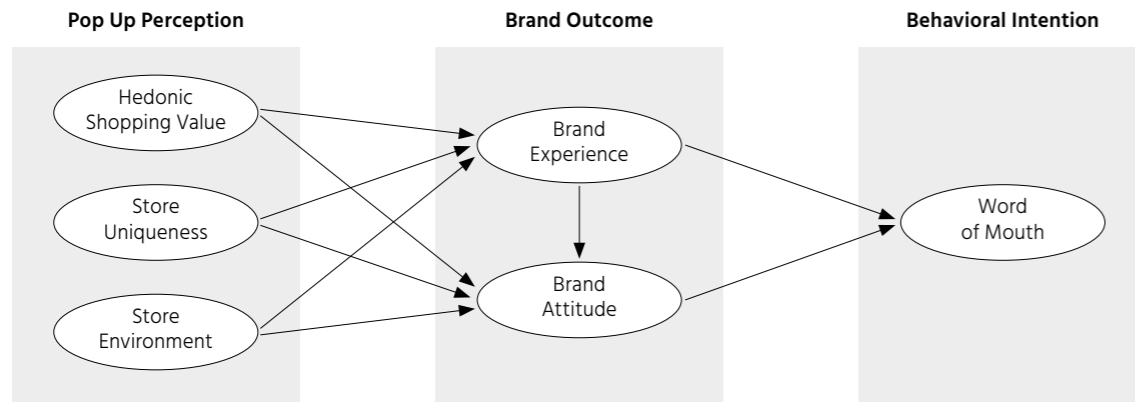 Pop Up Perception
Brand Outcome
Behavioral Intention
Hedonic
Shopping Value
Store
Uniqueness
Store
Environment
Brand
Experience
Brand
Attitude
Word
of Mouth